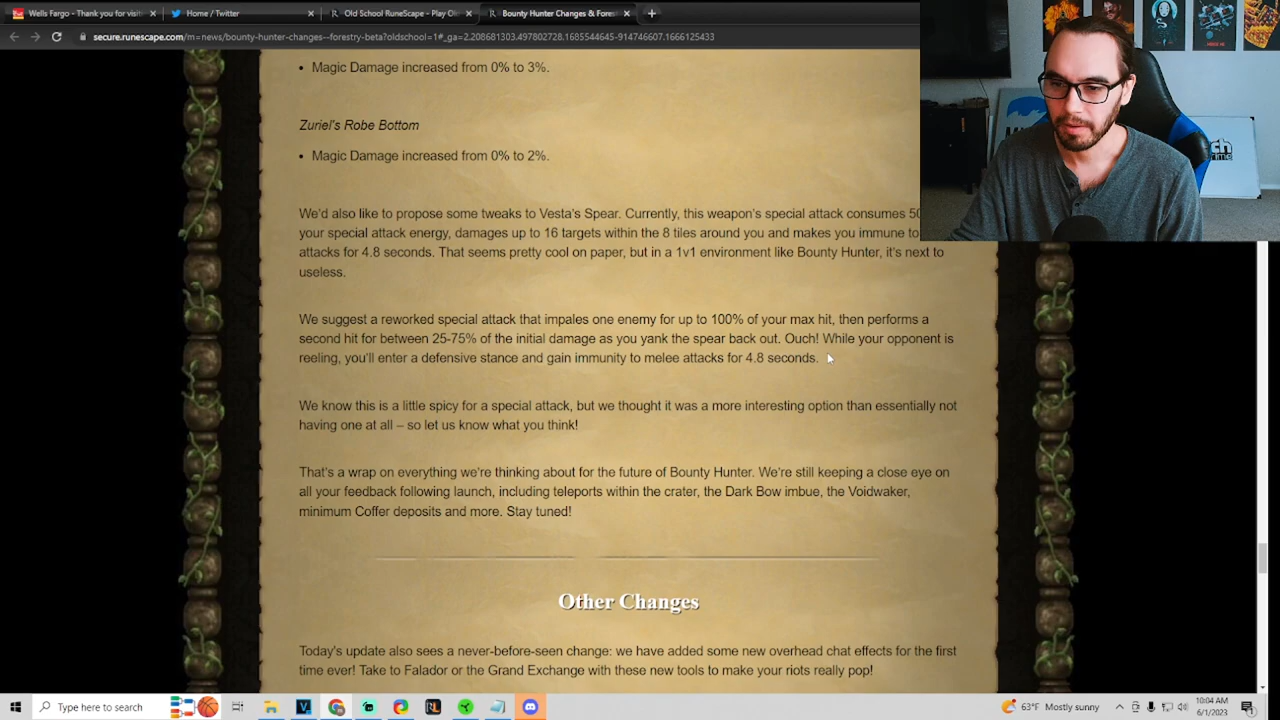 Wells Fargo - Thank you for visi
Home / Twitter
Old School RuneScape - Play Ol
Bounty Hunter Changes & Fores
secure.runescape.com/m=news/bounty-hunter-changes--forestry-beta?oldschool=1#_ga=2.208681303.497802728.1685544645-914746607.1666125433
• Magic Damage increased from 0% to 3%.
Zuriel's Robe Bottom
• Magic Damage increased from 0% to 2%.
We'd also like to propose some tweaks to Vesta's Spear. Currently, this weapon's special attack consumes 50
your special attack energy, damages up to 16 targets within the 8 tiles around you and makes you immune to
attacks for 4.8 seconds. That seems pretty cool on paper, but in a 1v1 environment like Bounty Hunter, it's next to
useless.
We suggest a reworked special attack that impales one enemy for up to 100% of your max hit, then performs a
second hit for between 25-75% of the initial damage as you yank the spear back out. Ouch! While your opponent is
reeling, you'll enter a defensive stance and gain immunity to melee attacks for 4.8 seconds.
We know this is a little spicy for a special attack, but we thought it was a more interesting option than essentially not
having one at all – so let us know what you think!
That's a wrap on everything we're thinking about for the future of Bounty Hunter. We're still keeping a close eye on
all your feedback following launch, including teleports within the crater, the Dark Bow imbue, the Voidwaker,
minimum Coffer deposits and more. Stay tuned!
Other Changes
Today's update also sees a never-before-seen change: we have added some new overhead chat effects for the first
time ever! Take to Falador or the Grand Exchange with these new tools to make your riots really pop!
Type here to search
63°F Mostly sunny
10:04 AM
6/1/2023